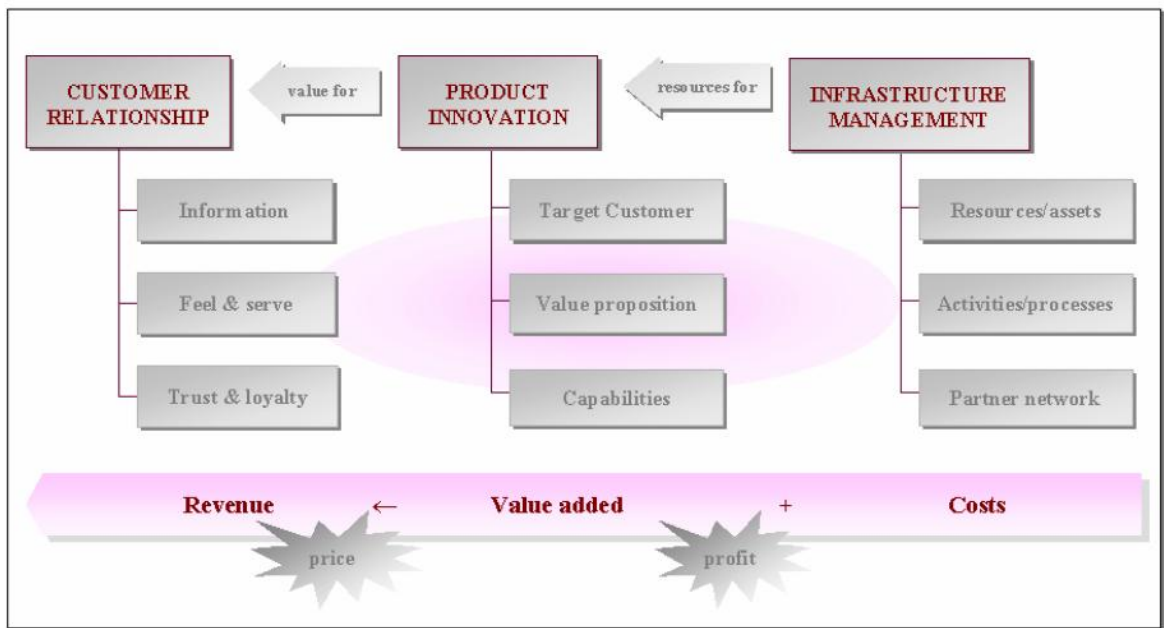 CUSTOMER
RELATIONSHIP
value for
PRODUCT
INNOVATION
resources for
INFRASTRUCTURE
MANAGEMENT
Information
Target Customer
Resources/assets
Feel & serve
Value proposition
Activities/processes
Trust & loyalty
Capabilities
Partner network
Revenue ← Value added + Costs
price
profit